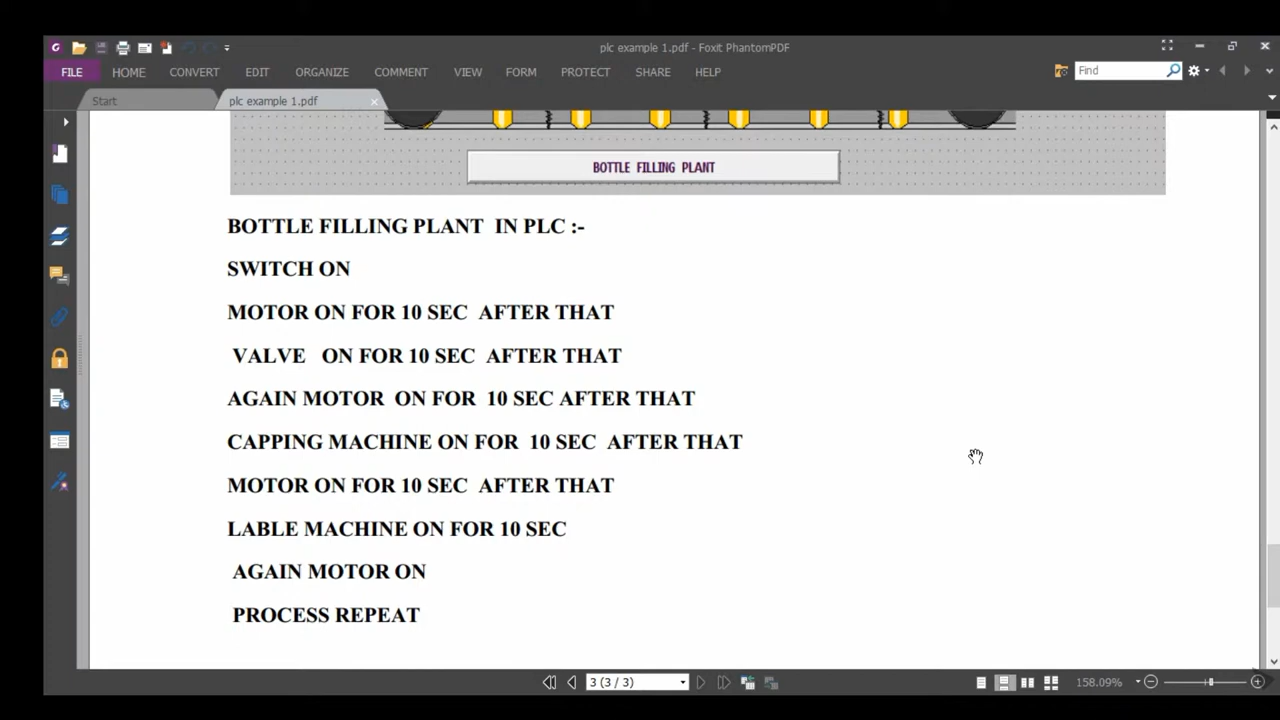 plc example 1.pdf - Foxit PhantomPDF
FILE HOME CONVERT EDIT ORGANIZE COMMENT VIEW FORM PROTECT SHARE HELP Find
Start plc example 1.pdf
BOTTLE FILLING PLANT
BOTTLE FILLING PLANT IN PLC :-
SWITCH ON
MOTOR ON FOR 10 SEC AFTER THAT
VALVE ON FOR 10 SEC AFTER THAT
AGAIN MOTOR ON FOR 10 SEC AFTER THAT
CAPPING MACHINE ON FOR 10 SEC AFTER THAT
MOTOR ON FOR 10 SEC AFTER THAT
LABLE MACHINE ON FOR 10 SEC
AGAIN MOTOR ON
PROCESS REPEAT
3 (3 / 3) 158.09%